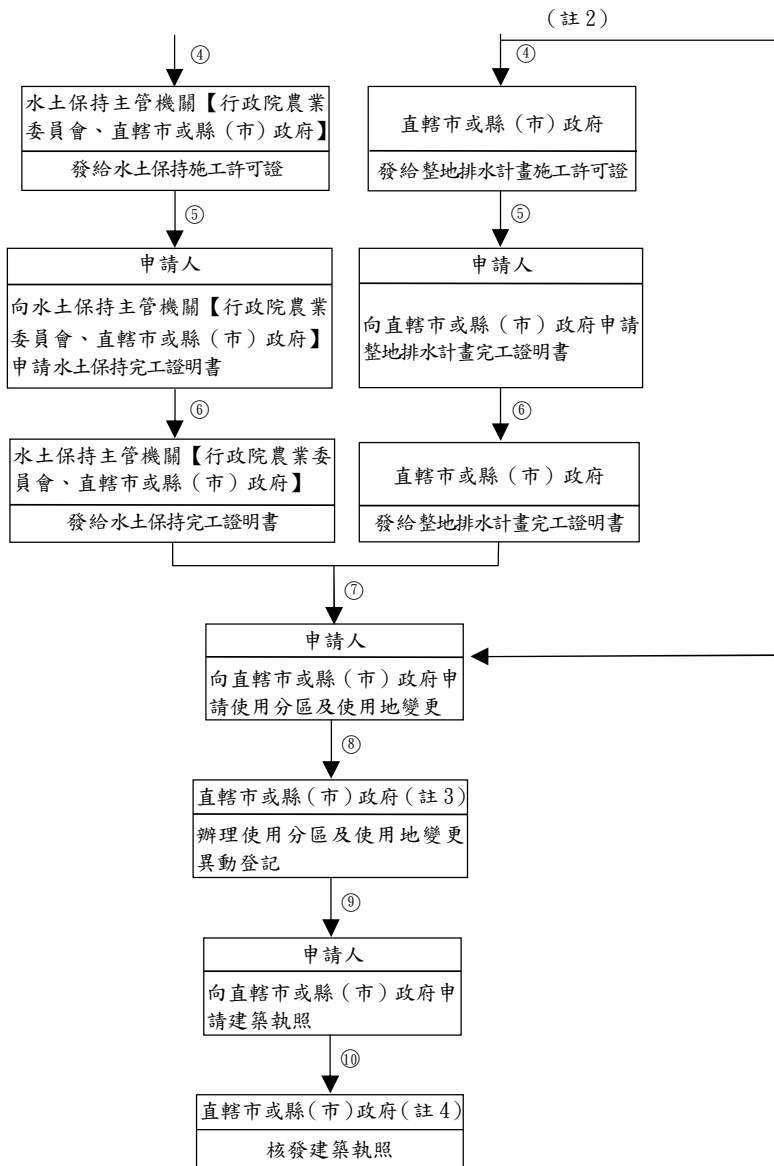 (註2)
④
④
水土保持主管機關【行政院農業
委員會、直轄市或縣(市)政府】
發給水土保持施工許可證
直轄市或縣(市)政府
發給整地排水計畫施工許可證
⑤
⑤
申請人
向水土保持主管機關【行政院農業
委員會、直轄市或縣(市)政府】
申請水土保持完工證明書
申請人
向直轄市或縣(市)政府申請
整地排水計畫完工證明書
⑥
⑥
水土保持主管機關【行政院農業委
員會、直轄市或縣(市)政府】
發給水土保持完工證明書
直轄市或縣(市)政府
發給整地排水計畫完工證明書
⑦
申請人
向直轄市或縣(市)政府申
請使用分區及使用地變更
⑧
直轄市或縣(市)政府(註3)
辦理使用分區及使用地變更
異動登記
⑨
申請人
向直轄市或縣(市)政府申
請建築執照
⑩
直轄市或縣(市)政府(註4)
核發建築執照